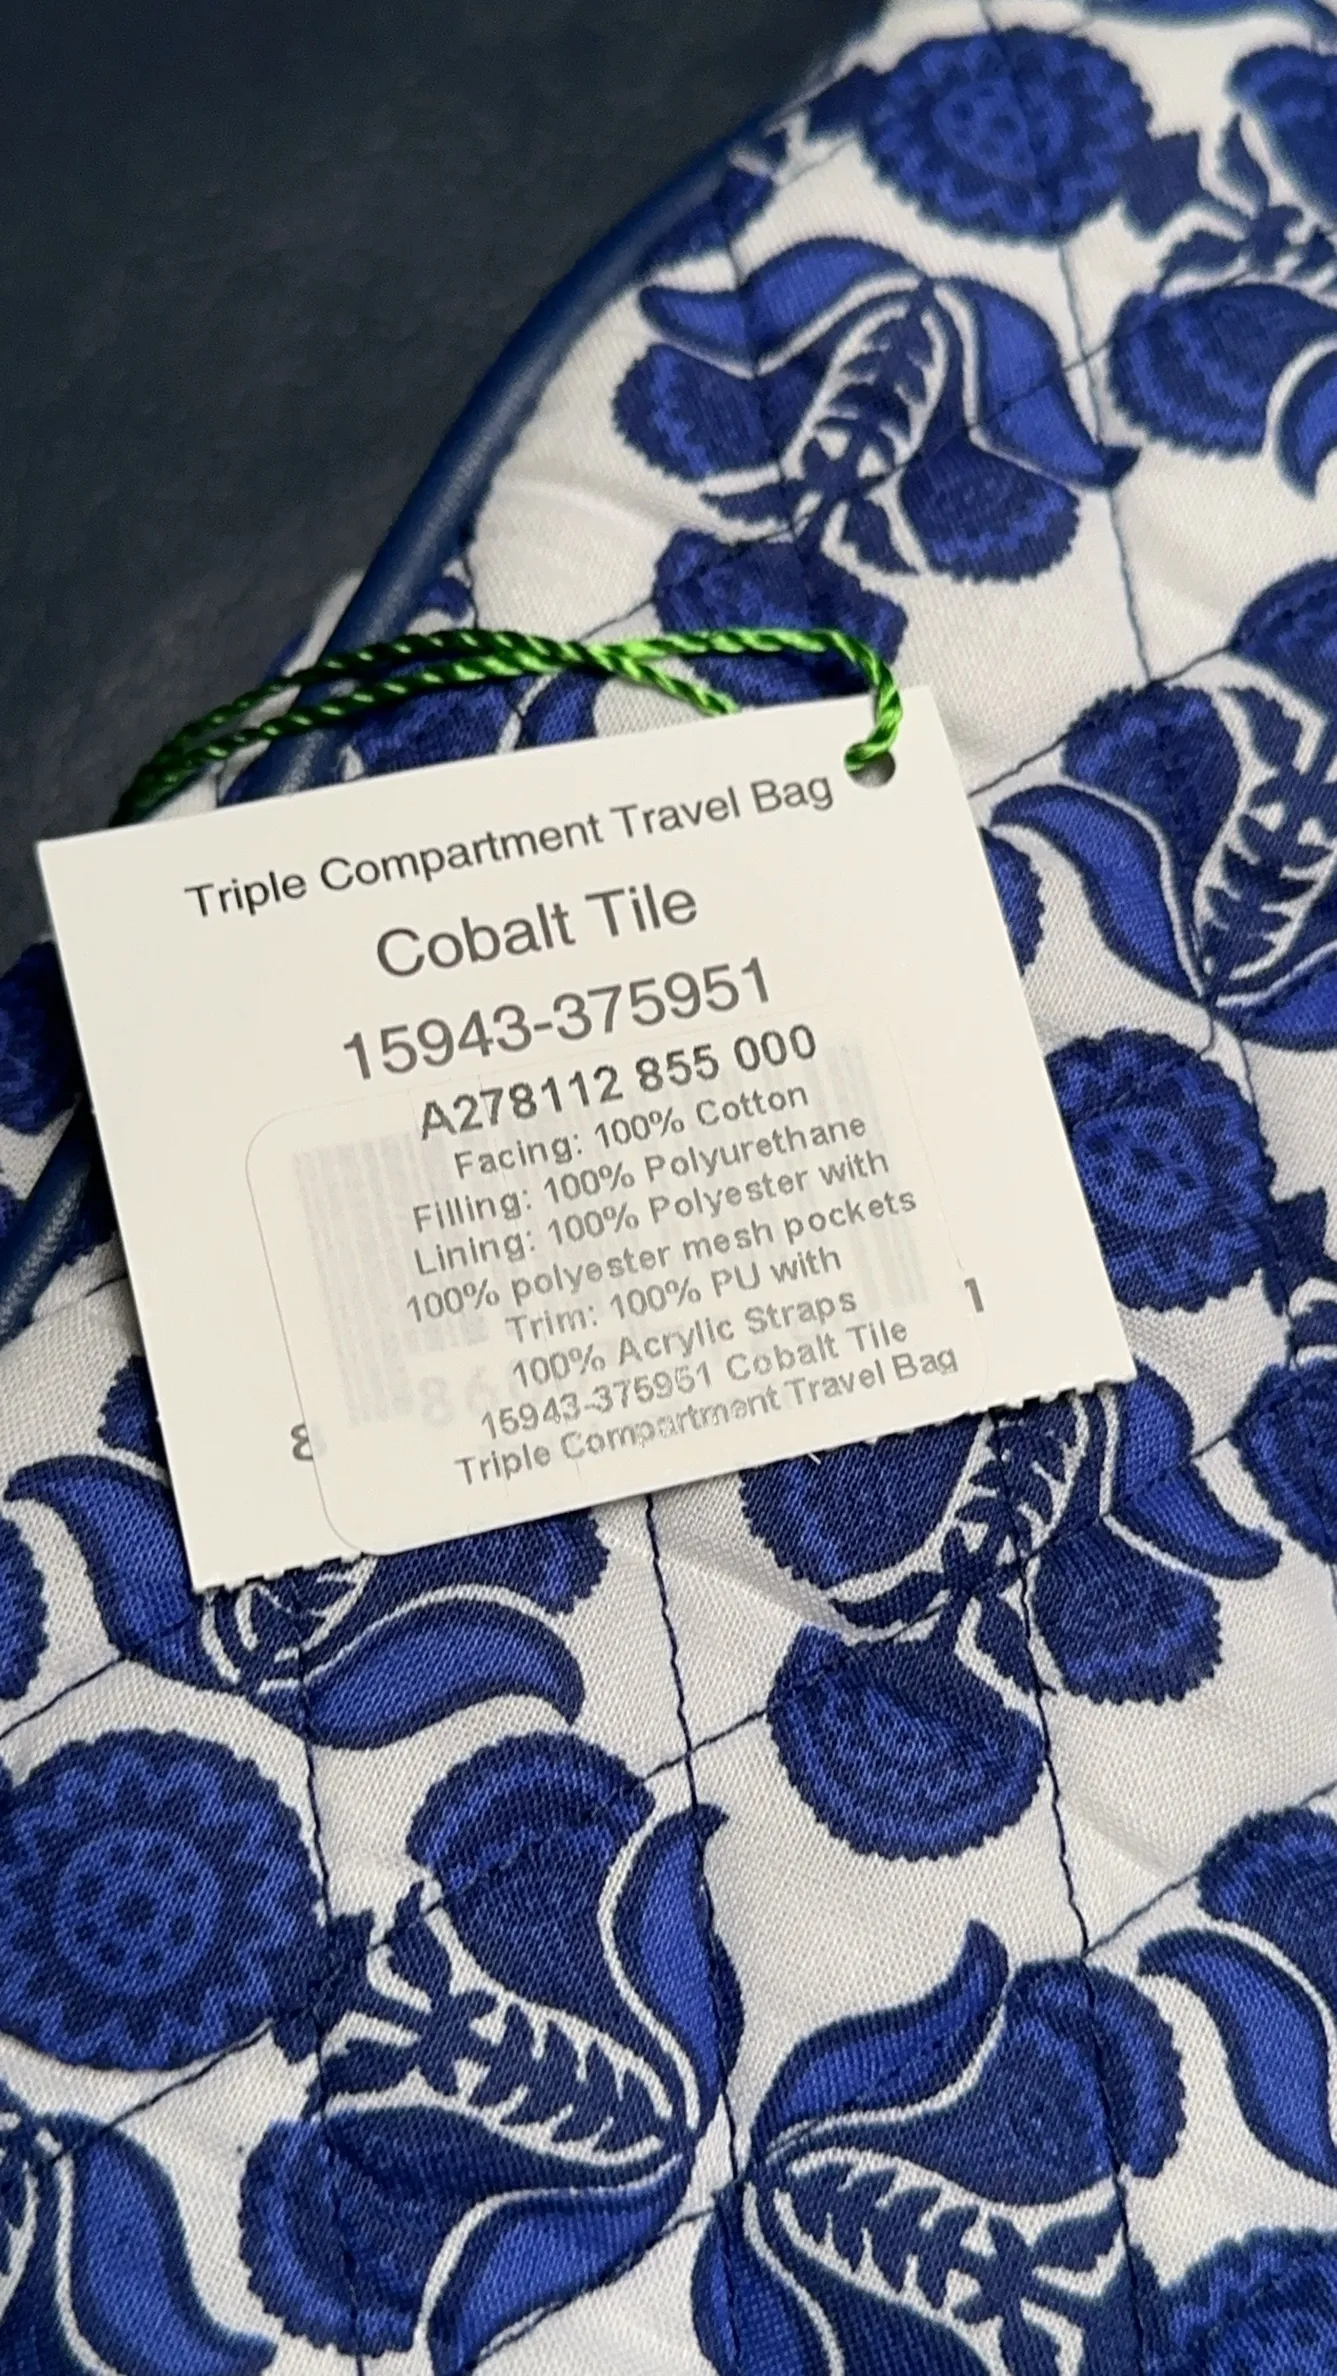 Triple Compartment Travel Bag
Cobalt Tile
15943-375951
A278112 855 000
Facing: 100% Cotton
Filling: 100% Polyurethane
Lining: 100% Polyester with
100% polyester mesh pockets
Trim: 100% PU with
100% Acrylic Straps
15943-375951 Cobalt Tile
Triple Compartment Travel Bag
1